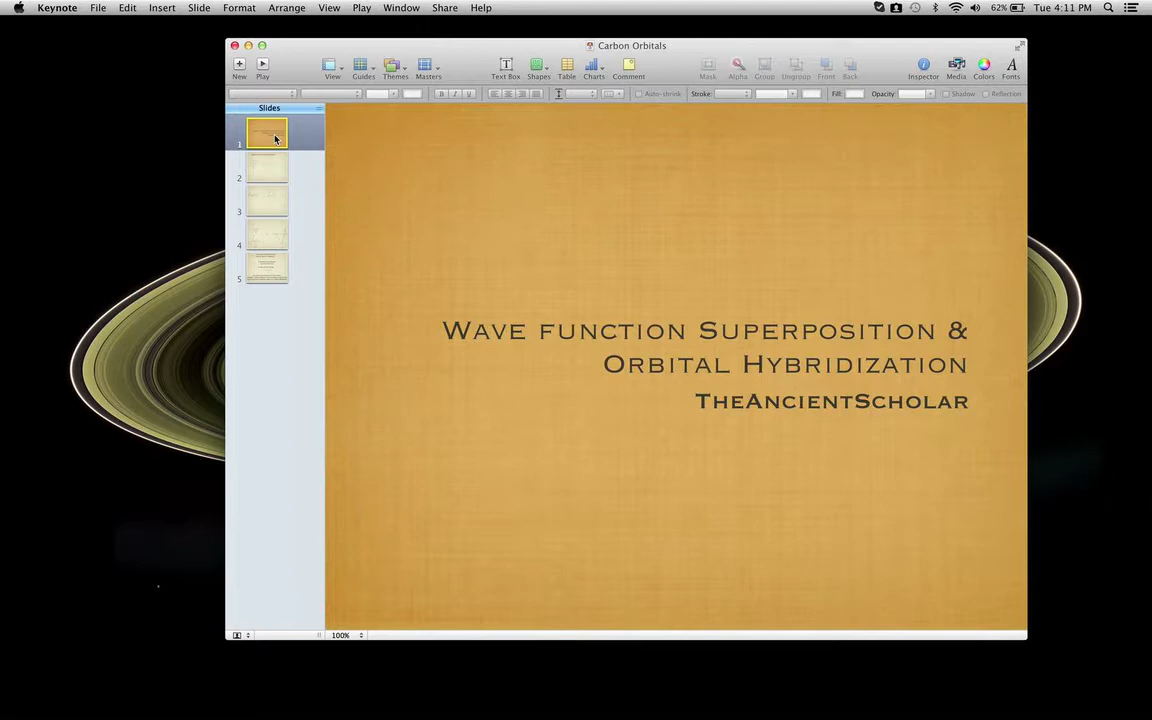 Keynote File Edit Insert Slide Format Arrange View Play Window Share Help 62% Tue 4:11 PM
Carbon Orbitals
New Play View Guides Themes Masters Text Box Shapes Table Charts Comment Mask Alpha Group Ungroup Front Back Inspector Media Colors Fonts
B I U Auto-shrink Stroke: Fill: Opacity: Shadow Reflection
Slides
1
2
3
4
5
Wave function Superposition &
Orbital Hybridization
TheAncientScholar
100%